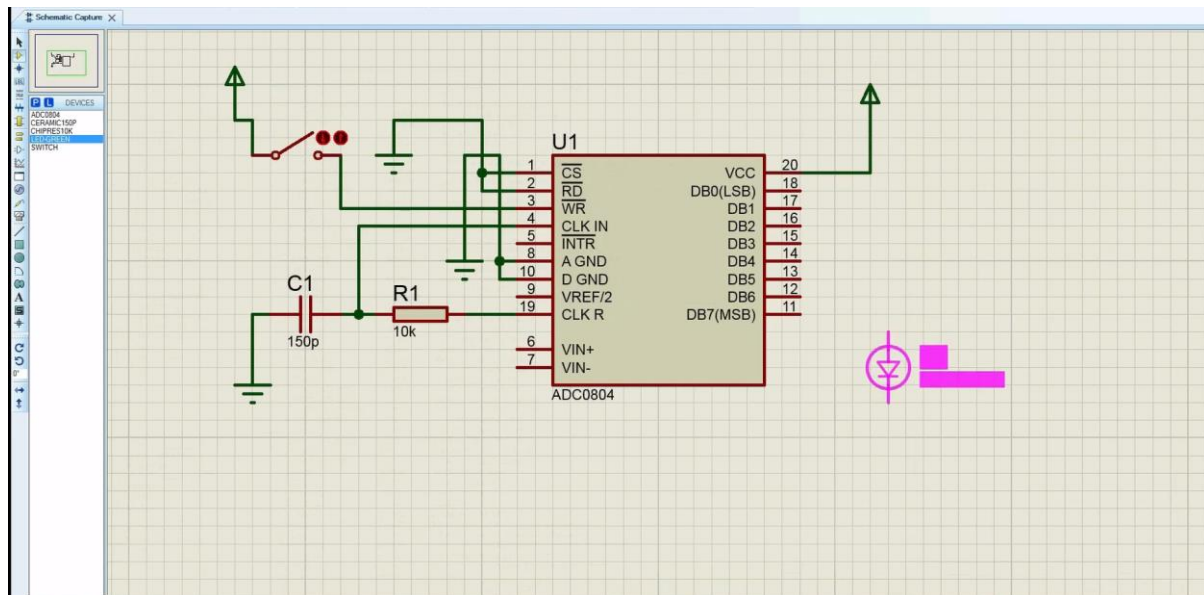 Schematic Capture
P L DEVICES
ADC0804
CERAMIC150P
CHIPRES10K
LED-GREEN
SWITCH
U1
1 CS
2 RD
3 WR
4 CLK IN
5 INTR
8 A GND
10 D GND
9 VREF/2
19 CLK R
6 VIN+
7 VIN-
VCC 20
DB0(LSB) 18
DB1 17
DB2 16
DB3 15
DB4 14
DB5 13
DB6 12
DB7(MSB) 11
ADC0804
C1
150p
R1
10k